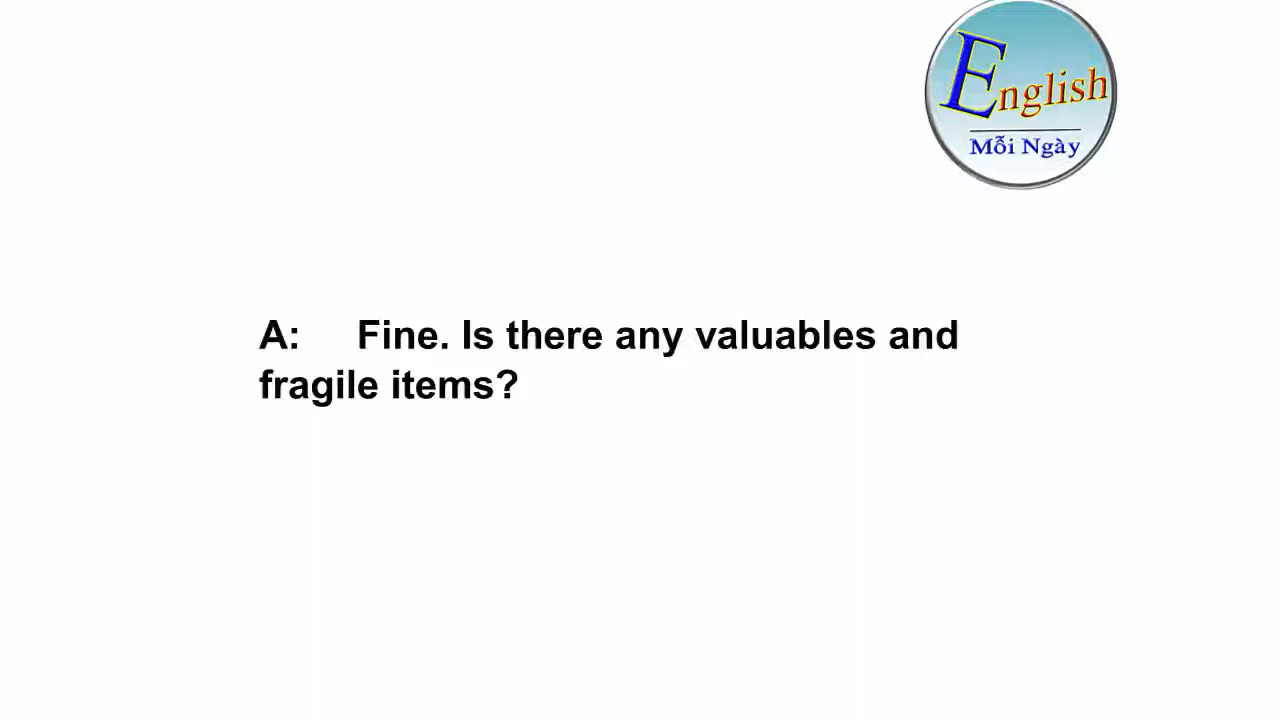 English
Mỗi Ngày
A: Fine. Is there any valuables and
fragile items?